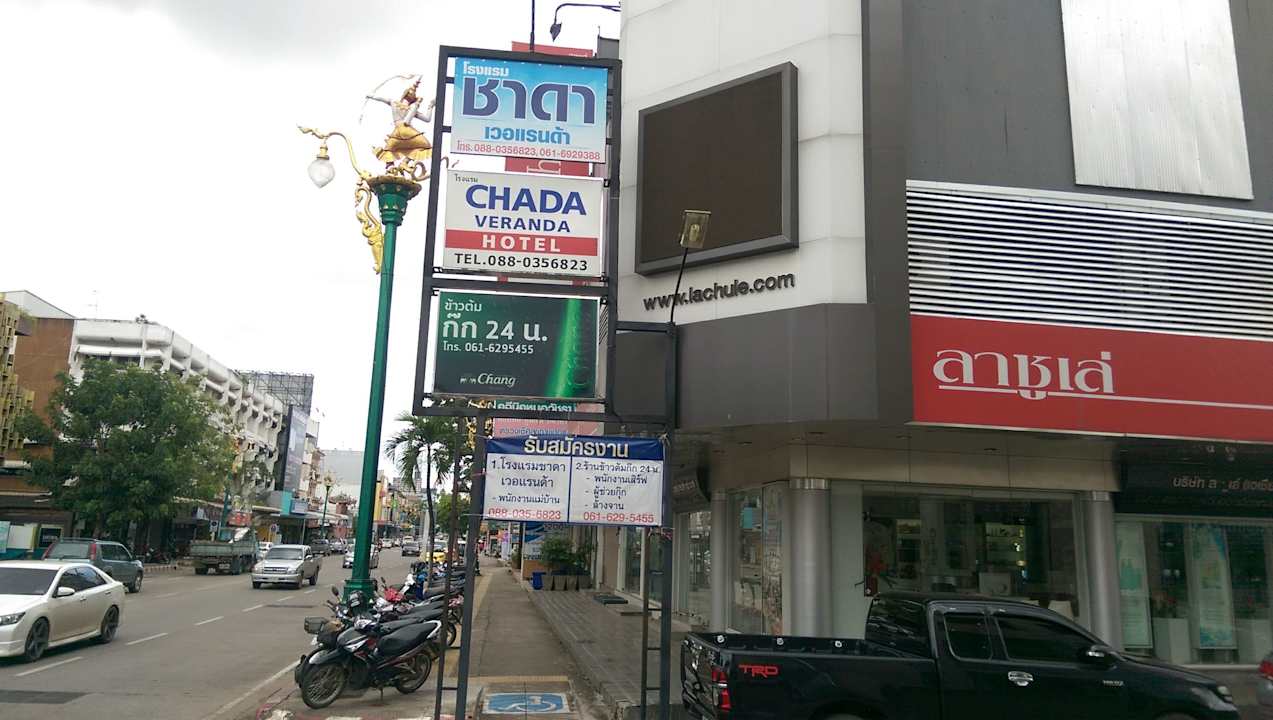 โรงแรม
ชาดา
เวอแรนด้า
โทร.088-0356823,061-6929388
โรงแรม
CHADA
VERANDA
HOTEL
TEL.088-0356823
ข้าวต้ม
กิ๊ก 24 น.
โทร. 061-6295455
Chang
รับสมัครงาน
1.โรงแรมชาดา
เวอแรนด้า
- พนักงานแม่บ้าน
088-035-6823
2.ร้านข้าวต้มกิ๊ก 24 น.
- พนักงานเสิร์ฟ
- ผู้ช่วยกุ๊ก
- ล้างจาน
061-629-5455
www.lachule.com
ลาชูเล่
บริษัท
TRD